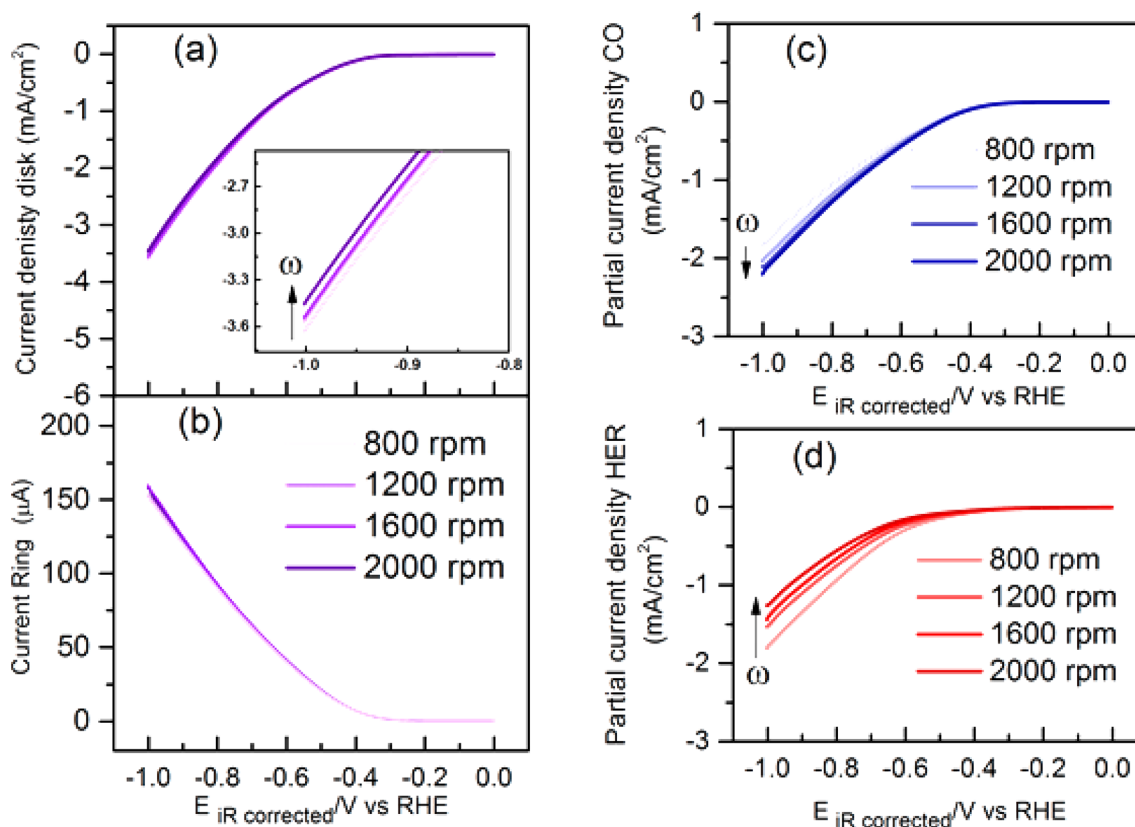 (a)
Current denisty disk (mA/cm²)
0
-1
-2
-3
-4
-5
-6
-2.7
-3.0
-3.3
-3.6
ω
-1.0 -0.9 -0.8
(b)
Current Ring (μA)
200
150
100
50
0
800 rpm
1200 rpm
1600 rpm
2000 rpm
-1.0 -0.8 -0.6 -0.4 -0.2 0.0
E iR corrected/V vs RHE
(c)
Partial current density CO
(mA/cm²)
1
0
-1
-2
-3
ω
800 rpm
1200 rpm
1600 rpm
2000 rpm
-1.0 -0.8 -0.6 -0.4 -0.2 0.0
E iR corrected/V vs RHE
(d)
Partial current density HER
(mA/cm²)
1
0
-1
-2
-3
ω
800 rpm
1200 rpm
1600 rpm
2000 rpm
-1.0 -0.8 -0.6 -0.4 -0.2 0.0
E iR corrected/V vs RHE